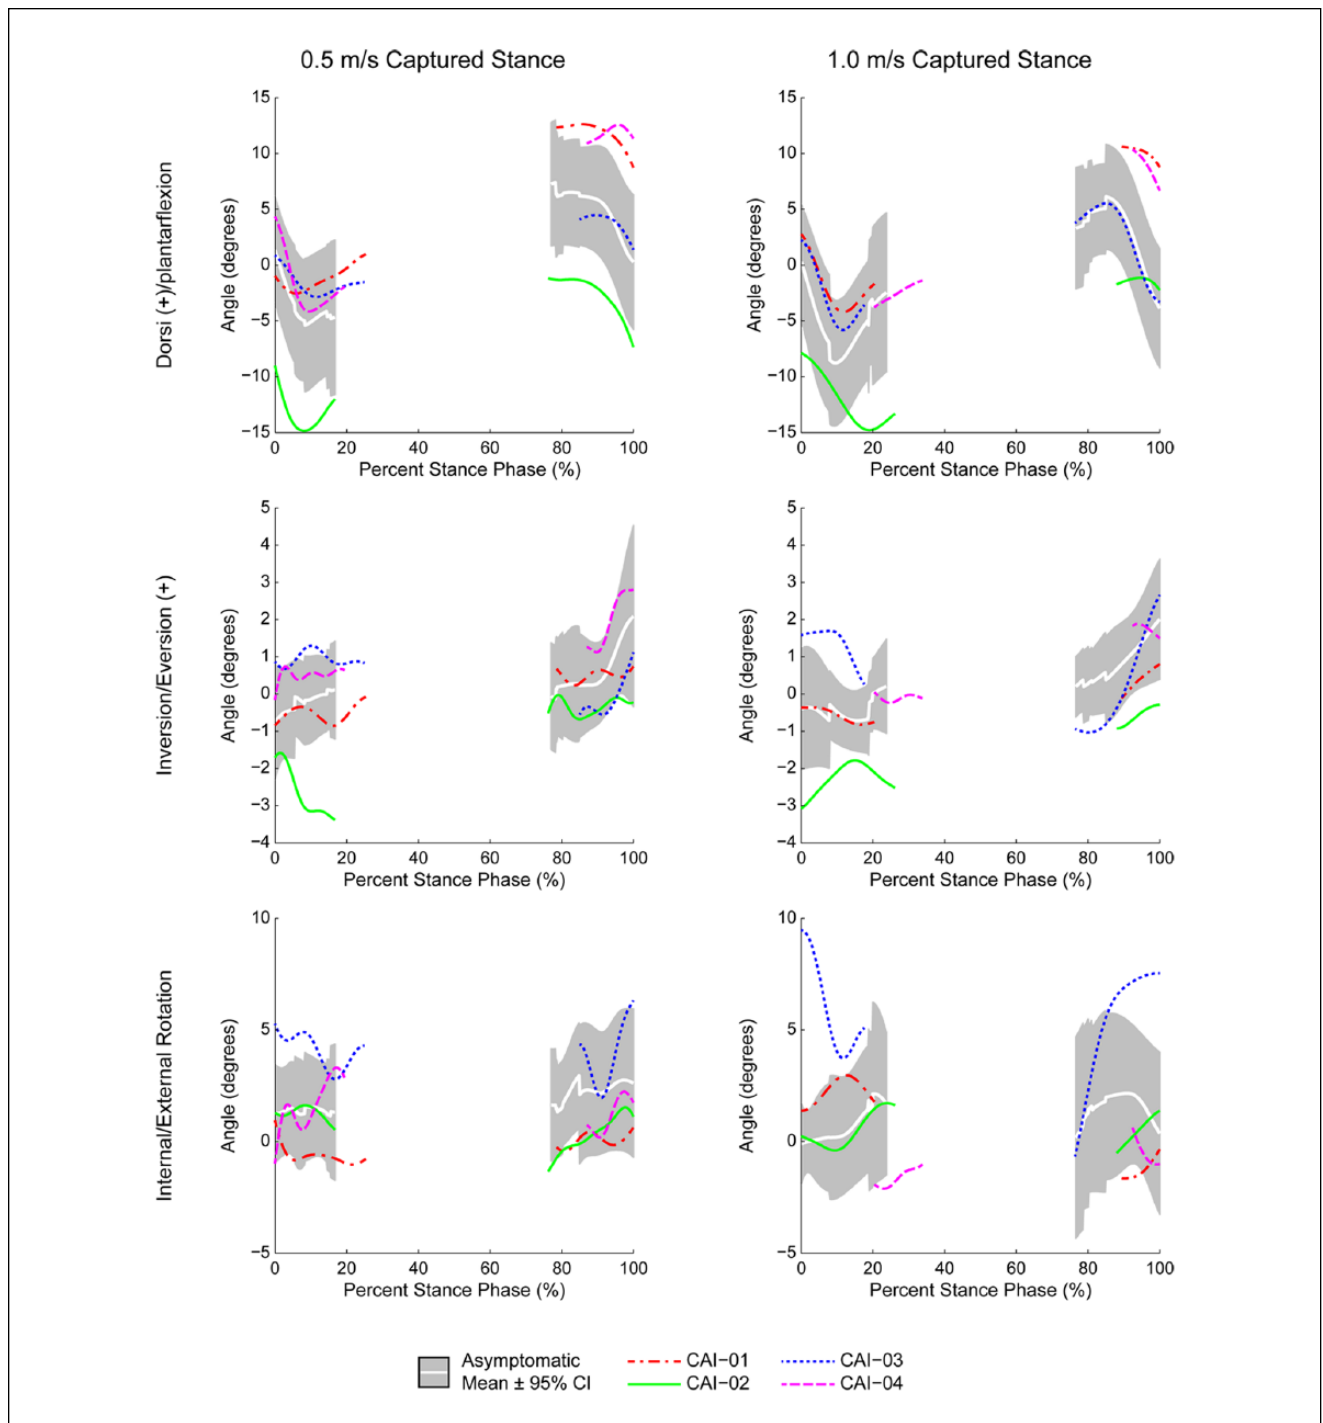 0.5 m/s Captured Stance
1.0 m/s Captured Stance
Dorsi (+)/plantarflexion
Angle (degrees)
15
10
5
0
−5
−10
−15
0 20 40 60 80 100
Percent Stance Phase (%)
Angle (degrees)
15
10
5
0
−5
−10
−15
0 20 40 60 80 100
Percent Stance Phase (%)
Inversion/Eversion (+)
Angle (degrees)
5
4
3
2
1
0
−1
−2
−3
−4
0 20 40 60 80 100
Percent Stance Phase (%)
Angle (degrees)
5
4
3
2
1
0
−1
−2
−3
−4
0 20 40 60 80 100
Percent Stance Phase (%)
Internal/External Rotation
Angle (degrees)
10
5
0
−5
0 20 40 60 80 100
Percent Stance Phase (%)
Angle (degrees)
10
5
0
−5
0 20 40 60 80 100
Percent Stance Phase (%)
Asymptomatic
Mean ± 95% CI
CAI−01
CAI−02
CAI−03
CAI−04